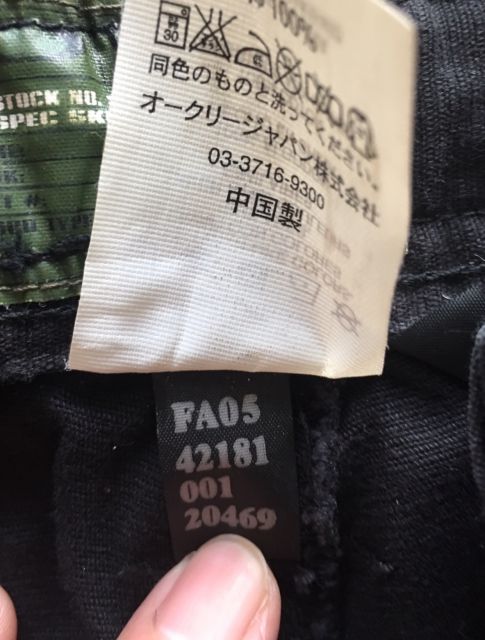 100%
30
同色のものと洗ってください。
オークリージャパン株式会社
03-3716-9300
中国製
STOCK NO.
SPEC
FA05
42181
001
20469